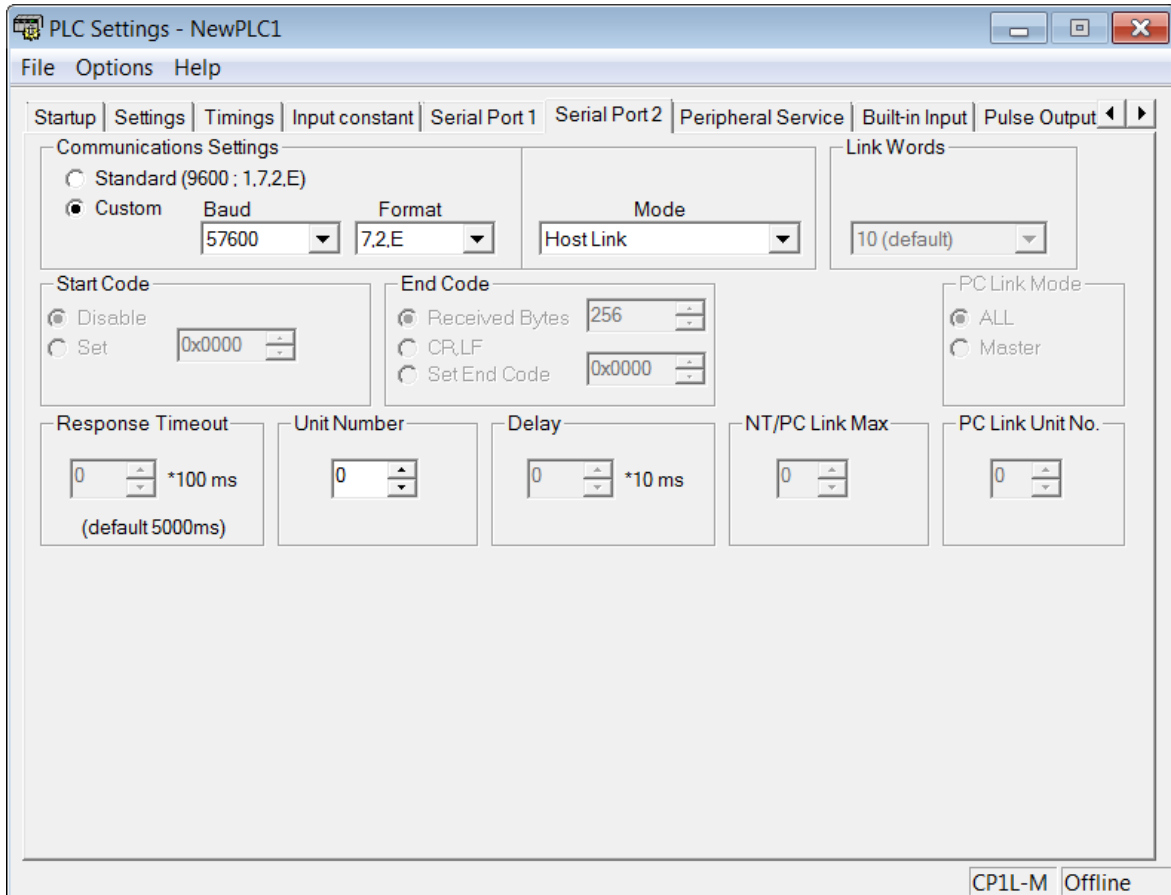 PLC Settings - NewPLC1
File Options Help
Startup Settings Timings Input constant Serial Port 1 Serial Port 2 Peripheral Service Built-in Input Pulse Output
Communications Settings Link Words
Standard (9600 ; 1,7,2,E)
Custom Baud Format Mode
57600 7,2,E Host Link 10 (default)
Start Code End Code PC Link Mode
Disable Received Bytes 256 ALL
Set 0x0000 CR,LF Master
Set End Code 0x0000
Response Timeout Unit Number Delay NT/PC Link Max PC Link Unit No.
0 *100 ms 0 0 *10 ms 0 0
(default 5000ms)
CP1L-M Offline